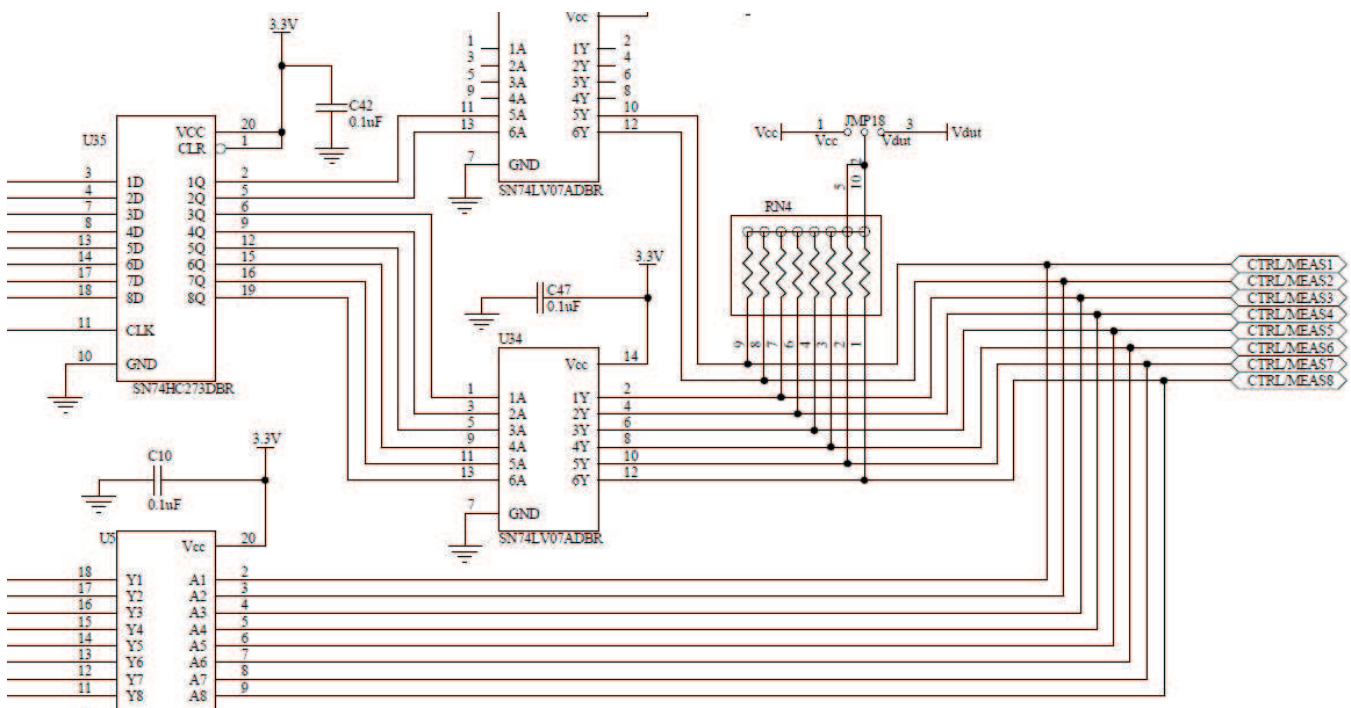 3.3V
Vcc
1 1A 1Y 2
3 2A 2Y 4
5 3A 3Y 6
9 4A 4Y 8
11 5A 5Y 10
13 6A 6Y 12
7 GND
SN74LV07ADBR
C42
0.1uF
U35
VCC 20
CLR 1
3 1D 1Q 2
4 2D 2Q 5
7 3D 3Q 6
8 4D 4Q 9
13 5D 5Q 12
14 6D 6Q 15
17 7D 7Q 16
18 8D 8Q 19
11 CLK
10 GND
SN74HC273DBR
JMP18
Vcc 1 3 Vdut
Vcc Vdut
2
5 10
RN4
9 8 7 6 4 3 2 1
3.3V
C47
0.1uF
U34
Vcc 14
1 1A 1Y 2
3 2A 2Y 4
5 3A 3Y 6
9 4A 4Y 8
11 5A 5Y 10
13 6A 6Y 12
7 GND
SN74LV07ADBR
CTRL/MEAS1
CTRL/MEAS2
CTRL/MEAS3
CTRL/MEAS4
CTRL/MEAS5
CTRL/MEAS6
CTRL/MEAS7
CTRL/MEAS8
3.3V
C10
0.1uF
U5
Vcc 20
18 Y1 A1 2
17 Y2 A2 3
16 Y3 A3 4
15 Y4 A4 5
14 Y5 A5 6
13 Y6 A6 7
12 Y7 A7 8
11 Y8 A8 9